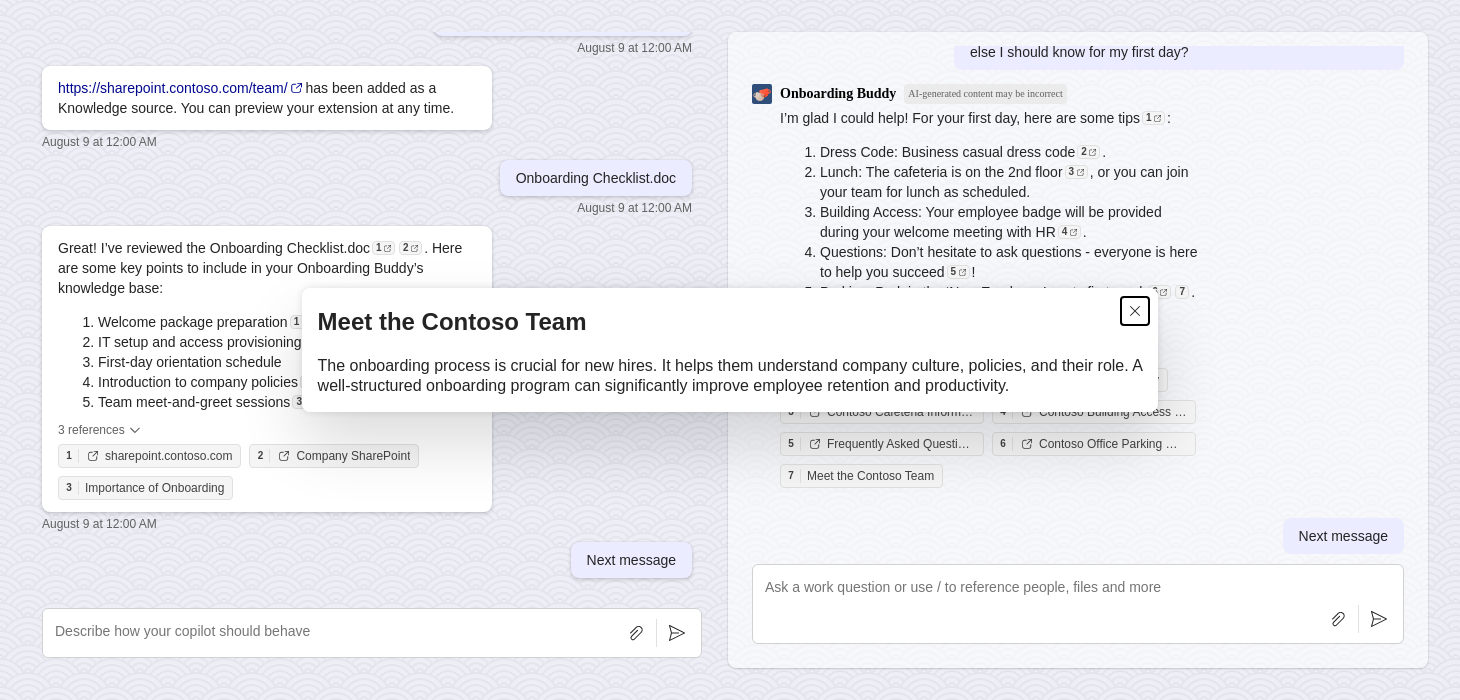 August 9 at 12:00 AM
https://sharepoint.contoso.com/team/ has been added as a
Knowledge source. You can preview your extension at any time.
August 9 at 12:00 AM
Onboarding Checklist.doc
August 9 at 12:00 AM
Great! I’ve reviewed the Onboarding Checklist.doc 1 2 . Here
are some key points to include in your Onboarding Buddy’s
knowledge base:
1. Welcome package preparation 1
2. IT setup and access provisioning
3. First-day orientation schedule
4. Introduction to company policies
5. Team meet-and-greet sessions 3
3 references
1 sharepoint.contoso.com 2 Company SharePoint
3 Importance of Onboarding
August 9 at 12:00 AM
Next message
Describe how your copilot should behave
Meet the Contoso Team
The onboarding process is crucial for new hires. It helps them understand company culture, policies, and their role. A
well-structured onboarding program can significantly improve employee retention and productivity.
else I should know for my first day?
Onboarding Buddy AI-generated content may be incorrect
I’m glad I could help! For your first day, here are some tips 1 :
1. Dress Code: Business casual dress code 2 .
2. Lunch: The cafeteria is on the 2nd floor 3 , or you can join
your team for lunch as scheduled.
3. Building Access: Your employee badge will be provided
during your welcome meeting with HR 4 .
4. Questions: Don’t hesitate to ask questions - everyone is here
to help you succeed 5 !
7 .
Contoso Cafeteria Inform… Contoso Building Access …
5 Frequently Asked Questi… 6 Contoso Office Parking …
7 Meet the Contoso Team
Next message
Ask a work question or use / to reference people, files and more